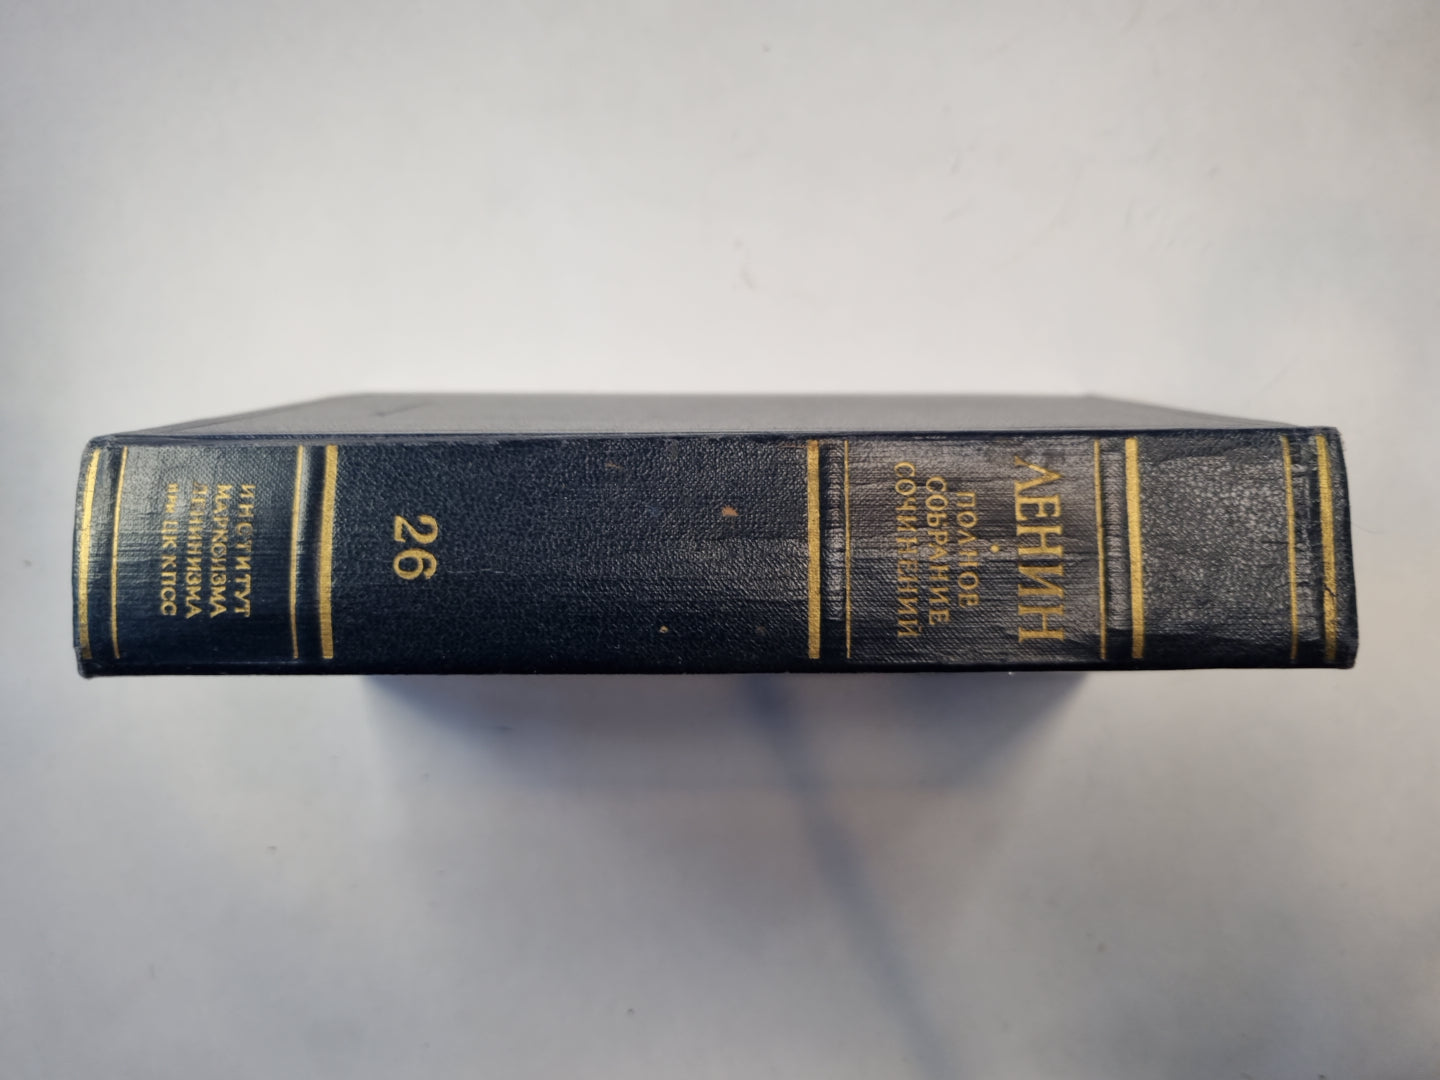 ЛЕНИН
ПОЛНОЕ
СОБРАНИЕ
СОЧИНЕНИЙ
26
ИНСТИТУТ
МАРКСИЗМА
ЛЕНИНИЗМА
ПРИ ЦК КПСС